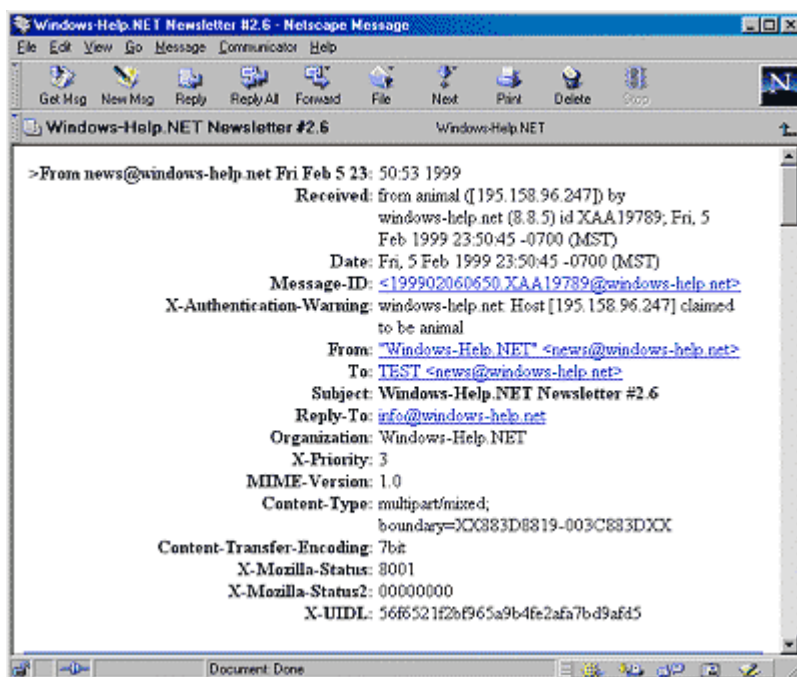 Windows-Help.NET Newsletter #2.6 - Netscape Message
File Edit View Go Message Communicator Help
Get Msg New Msg Reply Reply All Forward File Next Print Delete Stop
N
Windows-Help.NET Newsletter #2.6 Windows-Help.NET
>From news@windows-help.net Fri Feb 5 23: 50:53 1999
Received: from animal ([195.158.96.247]) by
windows-help.net (8.8.5) id XAA19789; Fri, 5
Feb 1999 23:50:45 -0700 (MST)
Date: Fri, 5 Feb 1999 23:50:45 -0700 (MST)
Message-ID: <199902060650.XAA19789@windows-help.net>
X-Authentication-Warning: windows-help.net: Host [195.158.96.247] claimed
to be animal
From: "Windows-Help.NET" <news@windows-help.net>
To: TEST <news@windows-help.net>
Subject: Windows-Help.NET Newsletter #2.6
Reply-To: info@windows-help.net
Organization: Windows-Help.NET
X-Priority: 3
MIME-Version: 1.0
Content-Type: multipart/mixed;
boundary=XX883D8819-003C883DXX
Content-Transfer-Encoding: 7bit
X-Mozilla-Status: 8001
X-Mozilla-Status2: 00000000
X-UIDL: 56f6521f2bf965a9b4fe2afa7bd9afd5
Document: Done